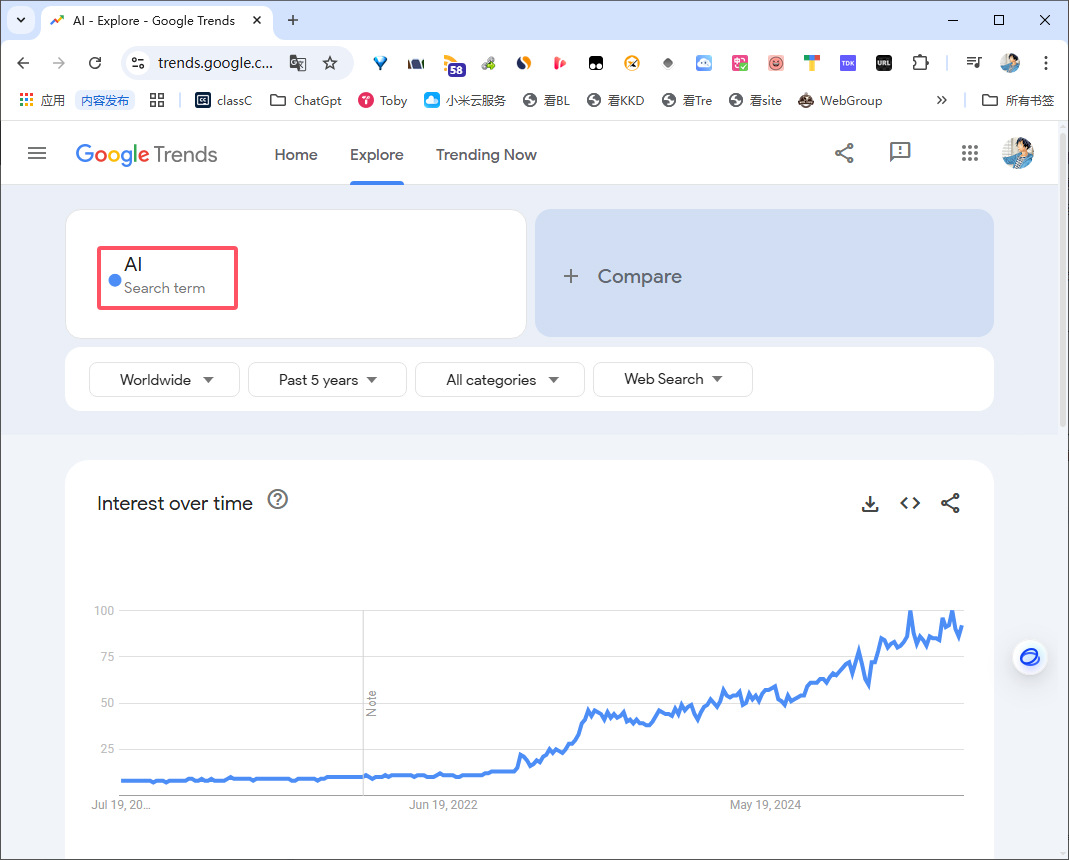 AI - Explore - Google Trends
trends.google.c...
58
TDK
URL
应用
内容发布
classC
ChatGpt
Toby
小米云服务
看BL
看KKD
看Tre
看site
WebGroup
所有书签
Google Trends
Home
Explore
Trending Now
AI
Search term
+ Compare
Worldwide
Past 5 years
All categories
Web Search
Interest over time
100
75
50
25
Note
Jul 19, 20...
Jun 19, 2022
May 19, 2024